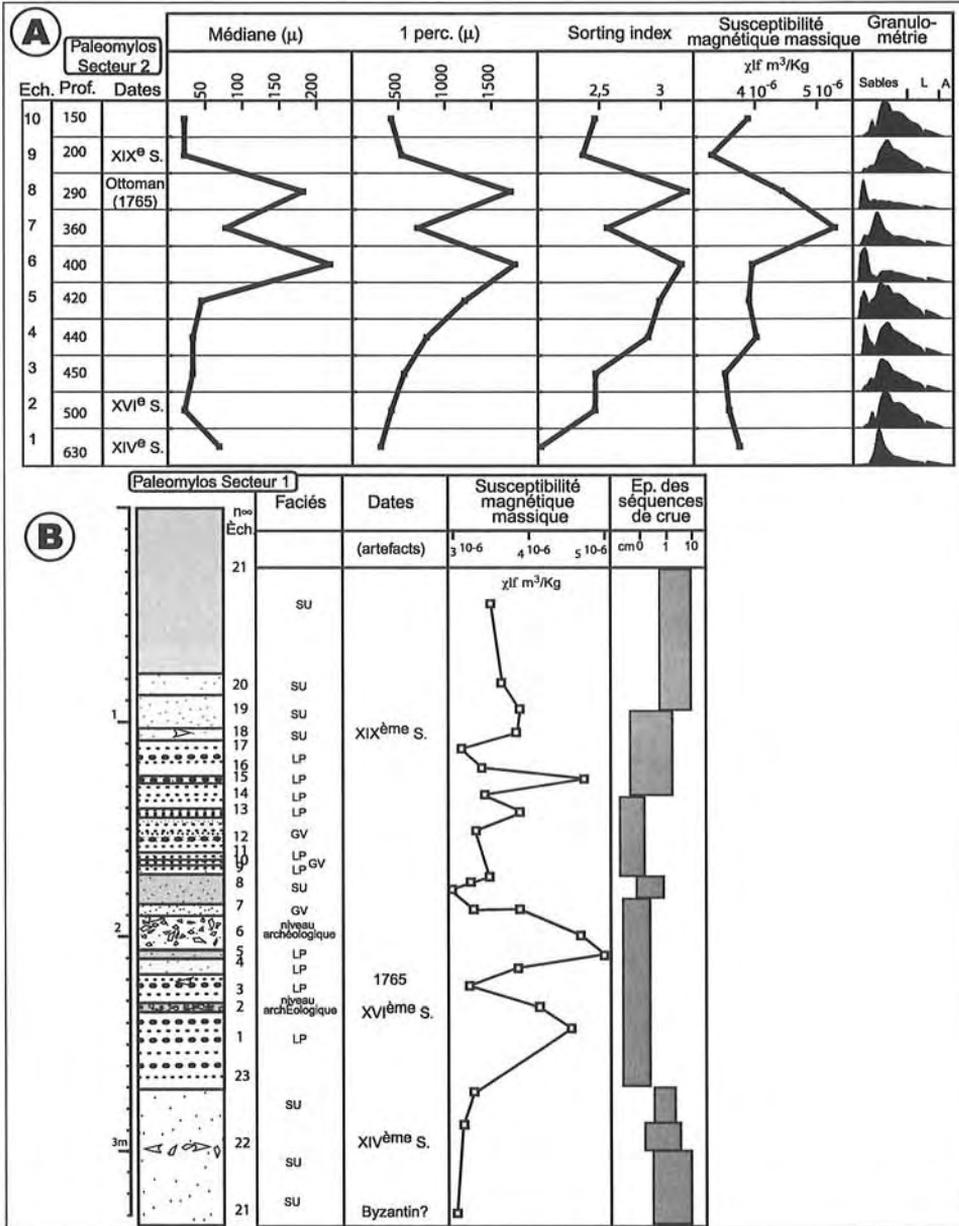 A
Paleomylos
Secteur 2
Médiane (µ)
1 perc. (µ)
Sorting index
Susceptibilité
magnétique massique
Granulo-
métrie
Ech. Prof. Dates
50 100 150 200
500 1000 1500
2,5 3
χlf m³/Kg
4 10-6 5 10-6
Sables L A
10 150
9 200 XIXe S.
8 290 Ottoman
(1765)
7 360
6 400
5 420
4 440
3 450
2 500 XVIe S.
1 630 XIVe S.
B
Paleomylos Secteur 1
n∞
Èch.
Faciés
Dates
(artefacts)
Susceptibilité
magnétique
massique
3 10-6 4 10-6 5 10-6
χlf m³/Kg
Ep. des
séquences
de crue
cm 0 1 10
21
SU
20 SU
1 19 SU
18 SU XIXème S.
17
16 LP
15 LP
14 LP
13 LP
12 GV
11 LP
10 GV
9 LP
8 SU
7 GV
2 6 niveau
archéologique
5 LP
4 LP
3 LP 1765
2 niveau
archÈologique XVIème S.
1 LP
23
SU
3m 22 XIVème S.
SU
SU
21 Byzantin?